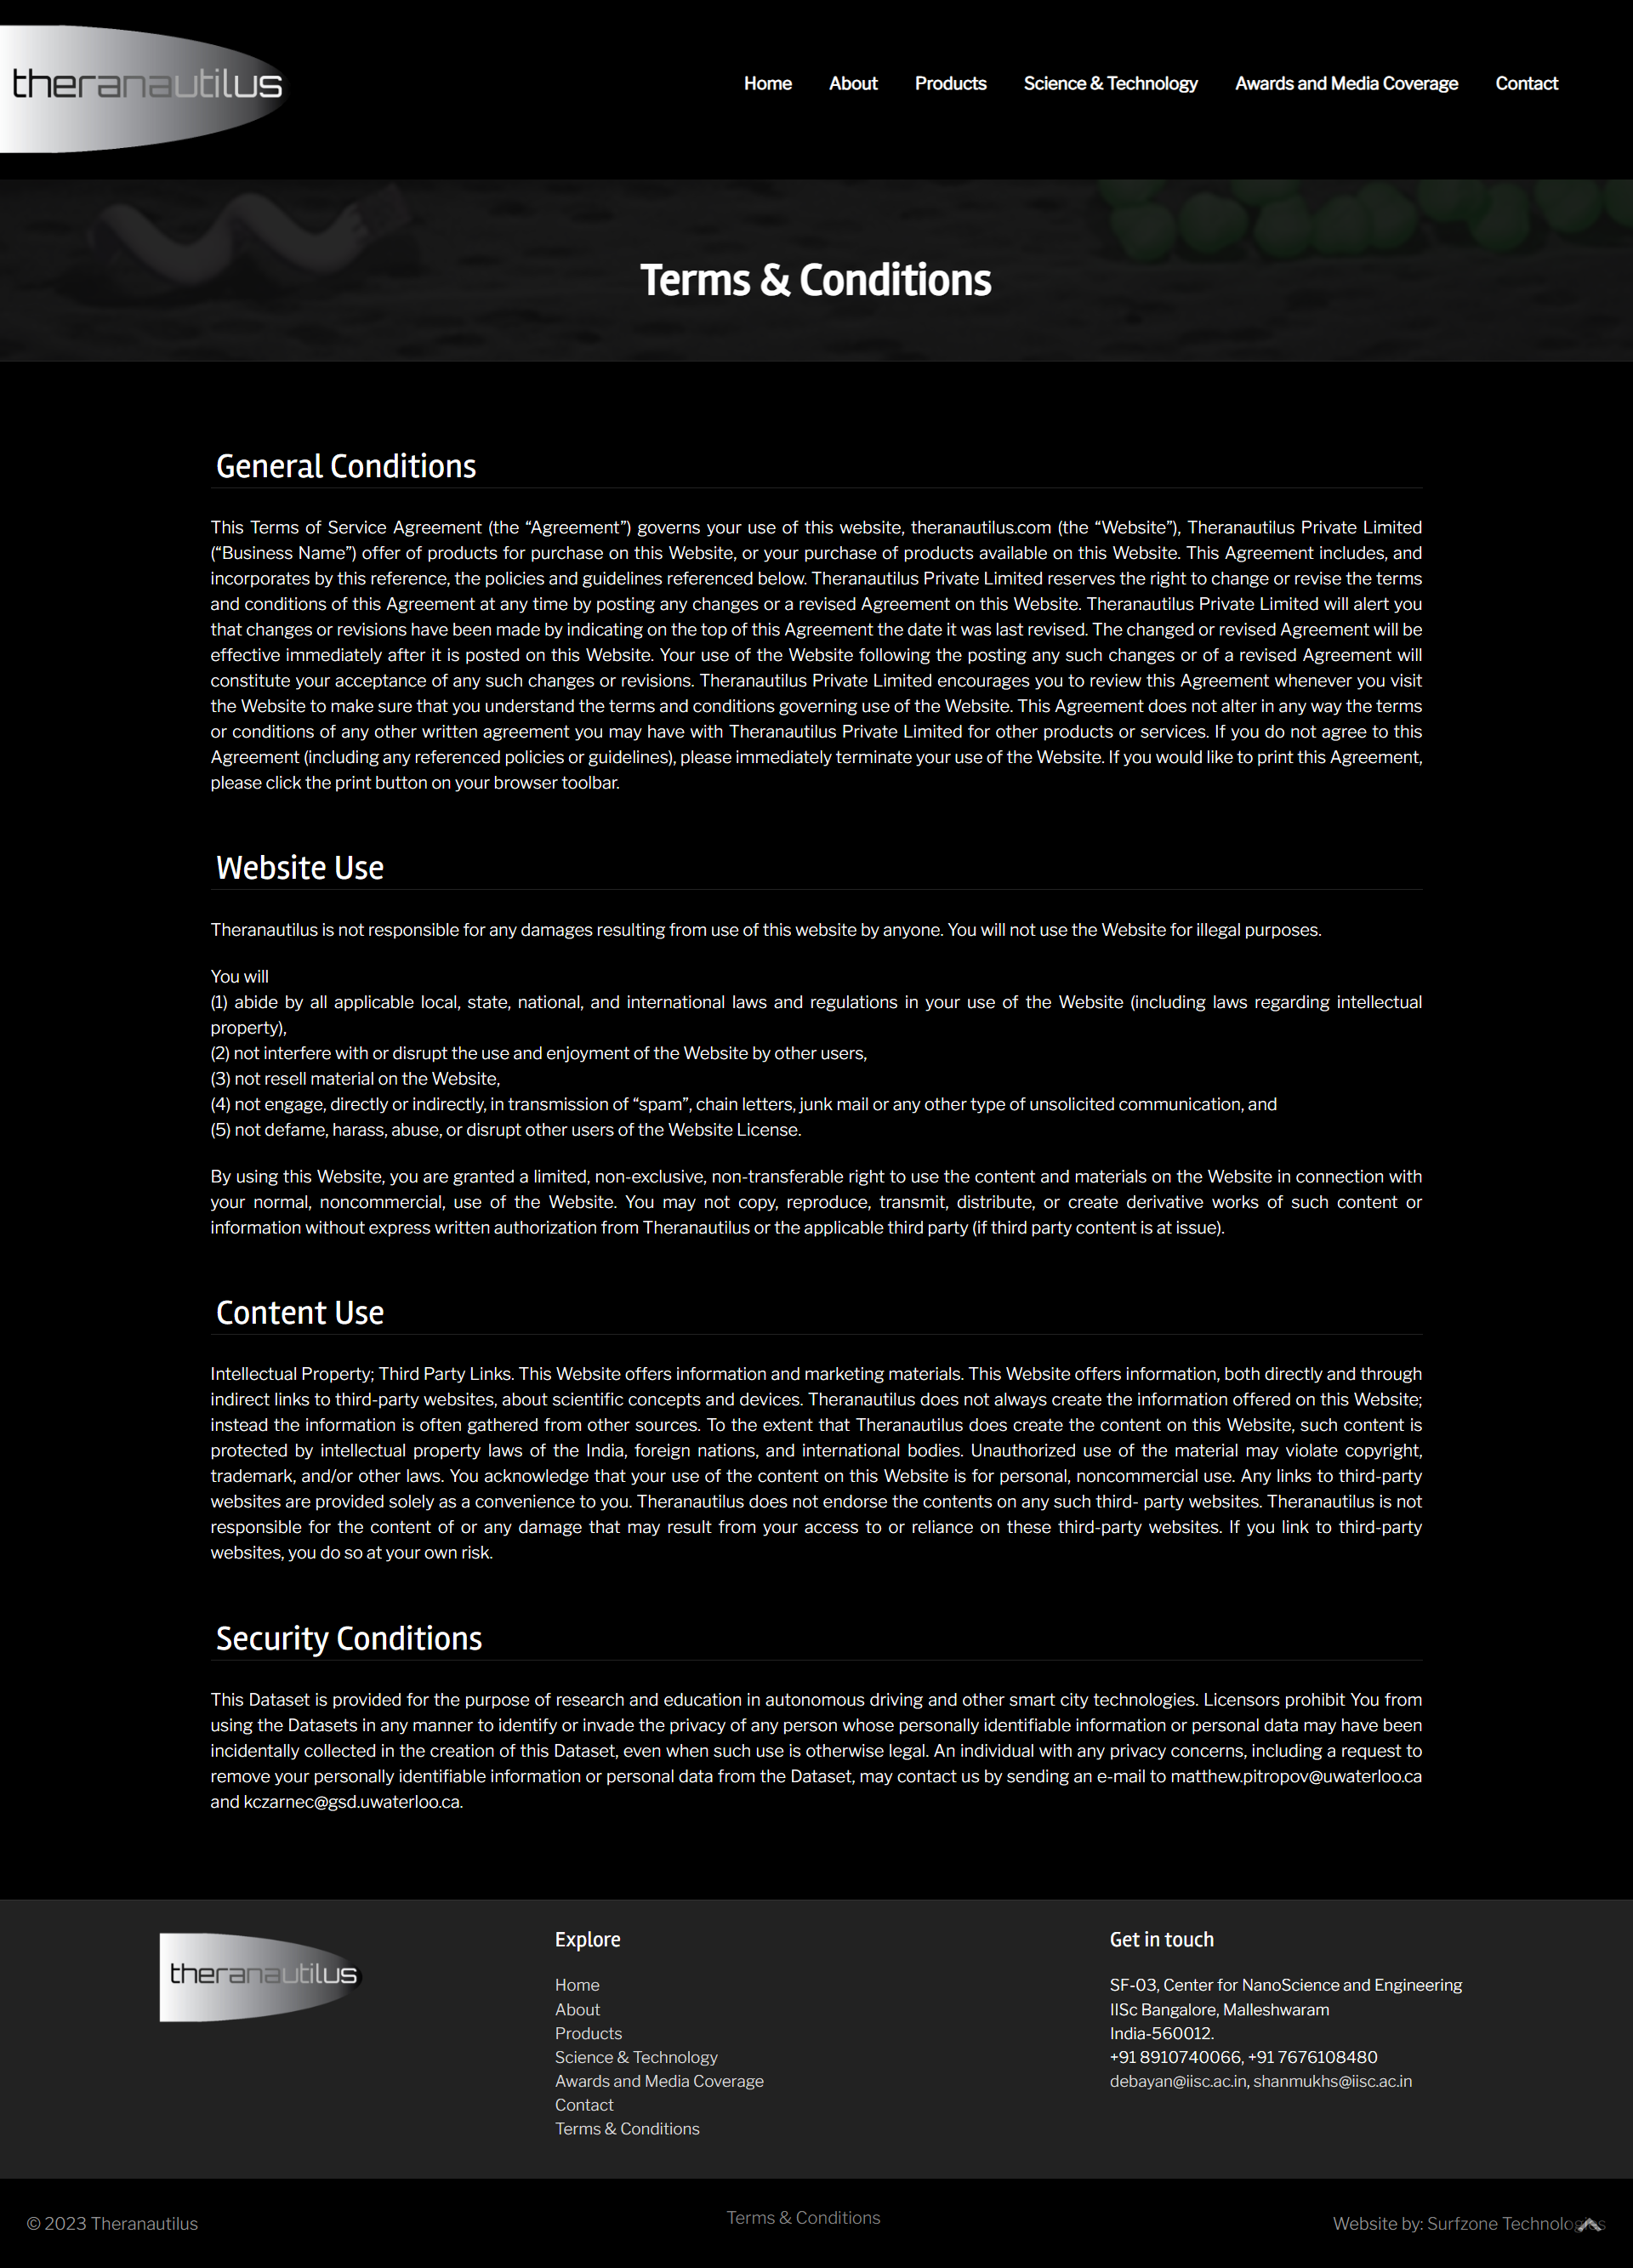 theranautilus
Home About Products Science & Technology Awards and Media Coverage Contact
Terms & Conditions
General Conditions
This Terms of Service Agreement (the “Agreement”) governs your use of this website, theranautilus.com (the “Website”), Theranautilus Private Limited
(“Business Name”) offer of products for purchase on this Website, or your purchase of products available on this Website. This Agreement includes, and
incorporates by this reference, the policies and guidelines referenced below. Theranautilus Private Limited reserves the right to change or revise the terms
and conditions of this Agreement at any time by posting any changes or a revised Agreement on this Website. Theranautilus Private Limited will alert you
that changes or revisions have been made by indicating on the top of this Agreement the date it was last revised. The changed or revised Agreement will be
effective immediately after it is posted on this Website. Your use of the Website following the posting any such changes or of a revised Agreement will
constitute your acceptance of any such changes or revisions. Theranautilus Private Limited encourages you to review this Agreement whenever you visit
the Website to make sure that you understand the terms and conditions governing use of the Website. This Agreement does not alter in any way the terms
or conditions of any other written agreement you may have with Theranautilus Private Limited for other products or services. If you do not agree to this
Agreement (including any referenced policies or guidelines), please immediately terminate your use of the Website. If you would like to print this Agreement,
please click the print button on your browser toolbar.
Website Use
Theranautilus is not responsible for any damages resulting from use of this website by anyone. You will not use the Website for illegal purposes.
You will
(1) abide by all applicable local, state, national, and international laws and regulations in your use of the Website (including laws regarding intellectual
property),
(2) not interfere with or disrupt the use and enjoyment of the Website by other users,
(3) not resell material on the Website,
(4) not engage, directly or indirectly, in transmission of “spam”, chain letters, junk mail or any other type of unsolicited communication, and
(5) not defame, harass, abuse, or disrupt other users of the Website License.
By using this Website, you are granted a limited, non-exclusive, non-transferable right to use the content and materials on the Website in connection with
your normal, noncommercial, use of the Website. You may not copy, reproduce, transmit, distribute, or create derivative works of such content or
information without express written authorization from Theranautilus or the applicable third party (if third party content is at issue).
Content Use
Intellectual Property; Third Party Links. This Website offers information and marketing materials. This Website offers information, both directly and through
indirect links to third-party websites, about scientific concepts and devices. Theranautilus does not always create the information offered on this Website;
instead the information is often gathered from other sources. To the extent that Theranautilus does create the content on this Website, such content is
protected by intellectual property laws of the India, foreign nations, and international bodies. Unauthorized use of the material may violate copyright,
trademark, and/or other laws. You acknowledge that your use of the content on this Website is for personal, noncommercial use. Any links to third-party
websites are provided solely as a convenience to you. Theranautilus does not endorse the contents on any such third- party websites. Theranautilus is not
responsible for the content of or any damage that may result from your access to or reliance on these third-party websites. If you link to third-party
websites, you do so at your own risk.
Security Conditions
This Dataset is provided for the purpose of research and education in autonomous driving and other smart city technologies. Licensors prohibit You from
using the Datasets in any manner to identify or invade the privacy of any person whose personally identifiable information or personal data may have been
incidentally collected in the creation of this Dataset, even when such use is otherwise legal. An individual with any privacy concerns, including a request to
remove your personally identifiable information or personal data from the Dataset, may contact us by sending an e-mail to matthew.pitropov@uwaterloo.ca
and kczarnec@gsd.uwaterloo.ca.
theranautilus
Explore
Home
About
Products
Science & Technology
Awards and Media Coverage
Contact
Terms & Conditions
Get in touch
SF-03, Center for NanoScience and Engineering
IISc Bangalore, Malleshwaram
India-560012.
+91 8910740066, +91 7676108480
debayan@iisc.ac.in, shanmukhs@iisc.ac.in
© 2023 Theranautilus
Terms & Conditions
Website by: Surfzone Technologies